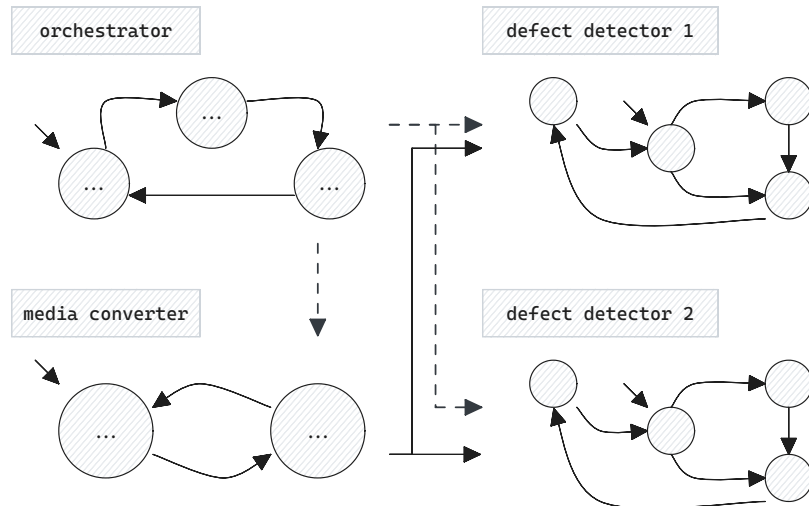 orchestrator
defect detector 1
...
...
...
media converter
defect detector 2
...
...